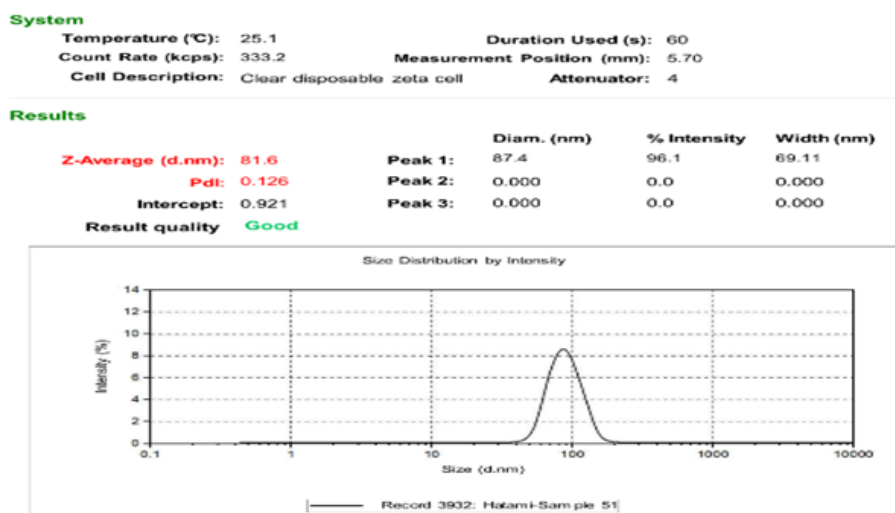 System
Temperature (°C): 25.1 Duration Used (s): 60
Count Rate (kcps): 333.2 Measurement Position (mm): 5.70
Cell Description: Clear disposable zeta cell Attenuator: 4
Results
Diam. (nm) % Intensity Width (nm)
Z-Average (d.nm): 81.6 Peak 1: 87.4 96.1 69.11
PdI: 0.126 Peak 2: 0.000 0.0 0.000
Intercept: 0.921 Peak 3: 0.000 0.0 0.000
Result quality Good
Size Distribution by Intensity
14
12
10
8
6
4
2
0
Intensity (%)
0.1 1 10 100 1000 10000
Size (d.nm)
Record 3932: Hatami-Sample 51